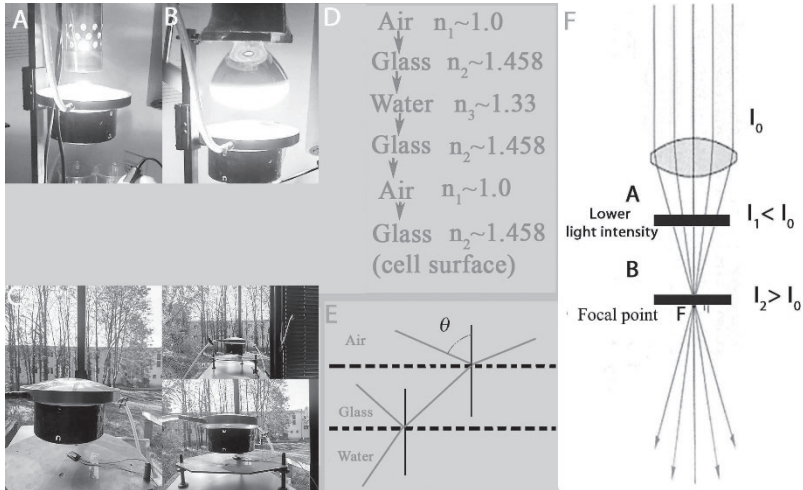 A
B
C
D
Air n₁~1.0
Glass n₂~1.458
Water n₃~1.33
Glass n₂~1.458
Air n₁~1.0
Glass n₂~1.458
(cell surface)
E
θ
Air
Glass
Water
F
I₀
A
Lower
light intensity
I₁ < I₀
B
I₂ > I₀
Focal point
F